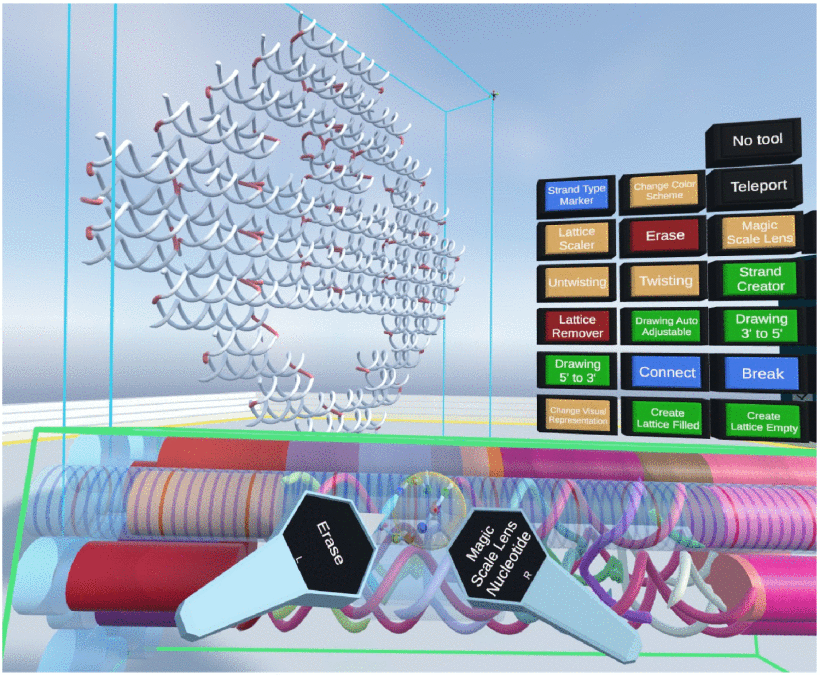 No tool
Strand Type
Marker
Change Color
Scheme
Teleport
Lattice
Scaler
Erase
Magic
Scale Lens
Untwisting
Twisting
Strand
Creator
Lattice
Remover
Drawing Auto
Adjustable
Drawing
3' to 5'
Drawing
5' to 3'
Connect
Break
Change Visual
Representation
Create
Lattice Filled
Create
Lattice Empty
Erase
L
Magic
Scale Lens
Nucleotide
R